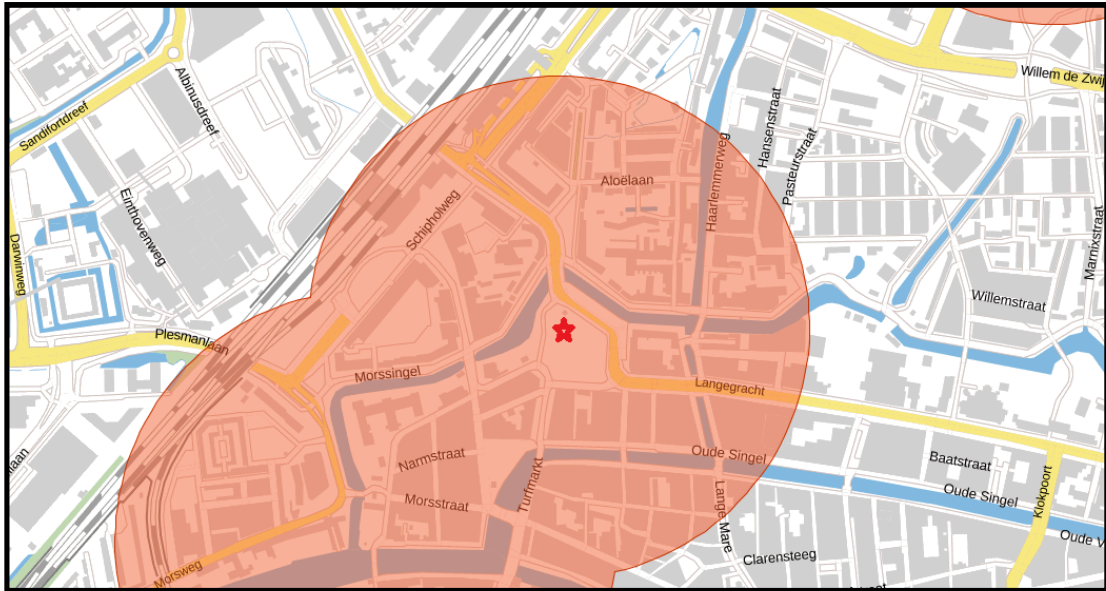 Willem de Zwij
Sandifortdreef
Albinusdreef
Hansenstraat
Pasteurstraat
Haarlemmerweg
Aloëlaan
Einthovenweg
Schipholweg
Darwinweg
Marnixstraat
Willemstraat
Plesmanlaan
Morssingel
Langegracht
Narmstraat
Oude Singel
Baatstraat
laan
Morsstraat
Turfmarkt
Lange Mare
Oude Singel
Klokpoort
Oude V
Clarensteeg
Morsweg